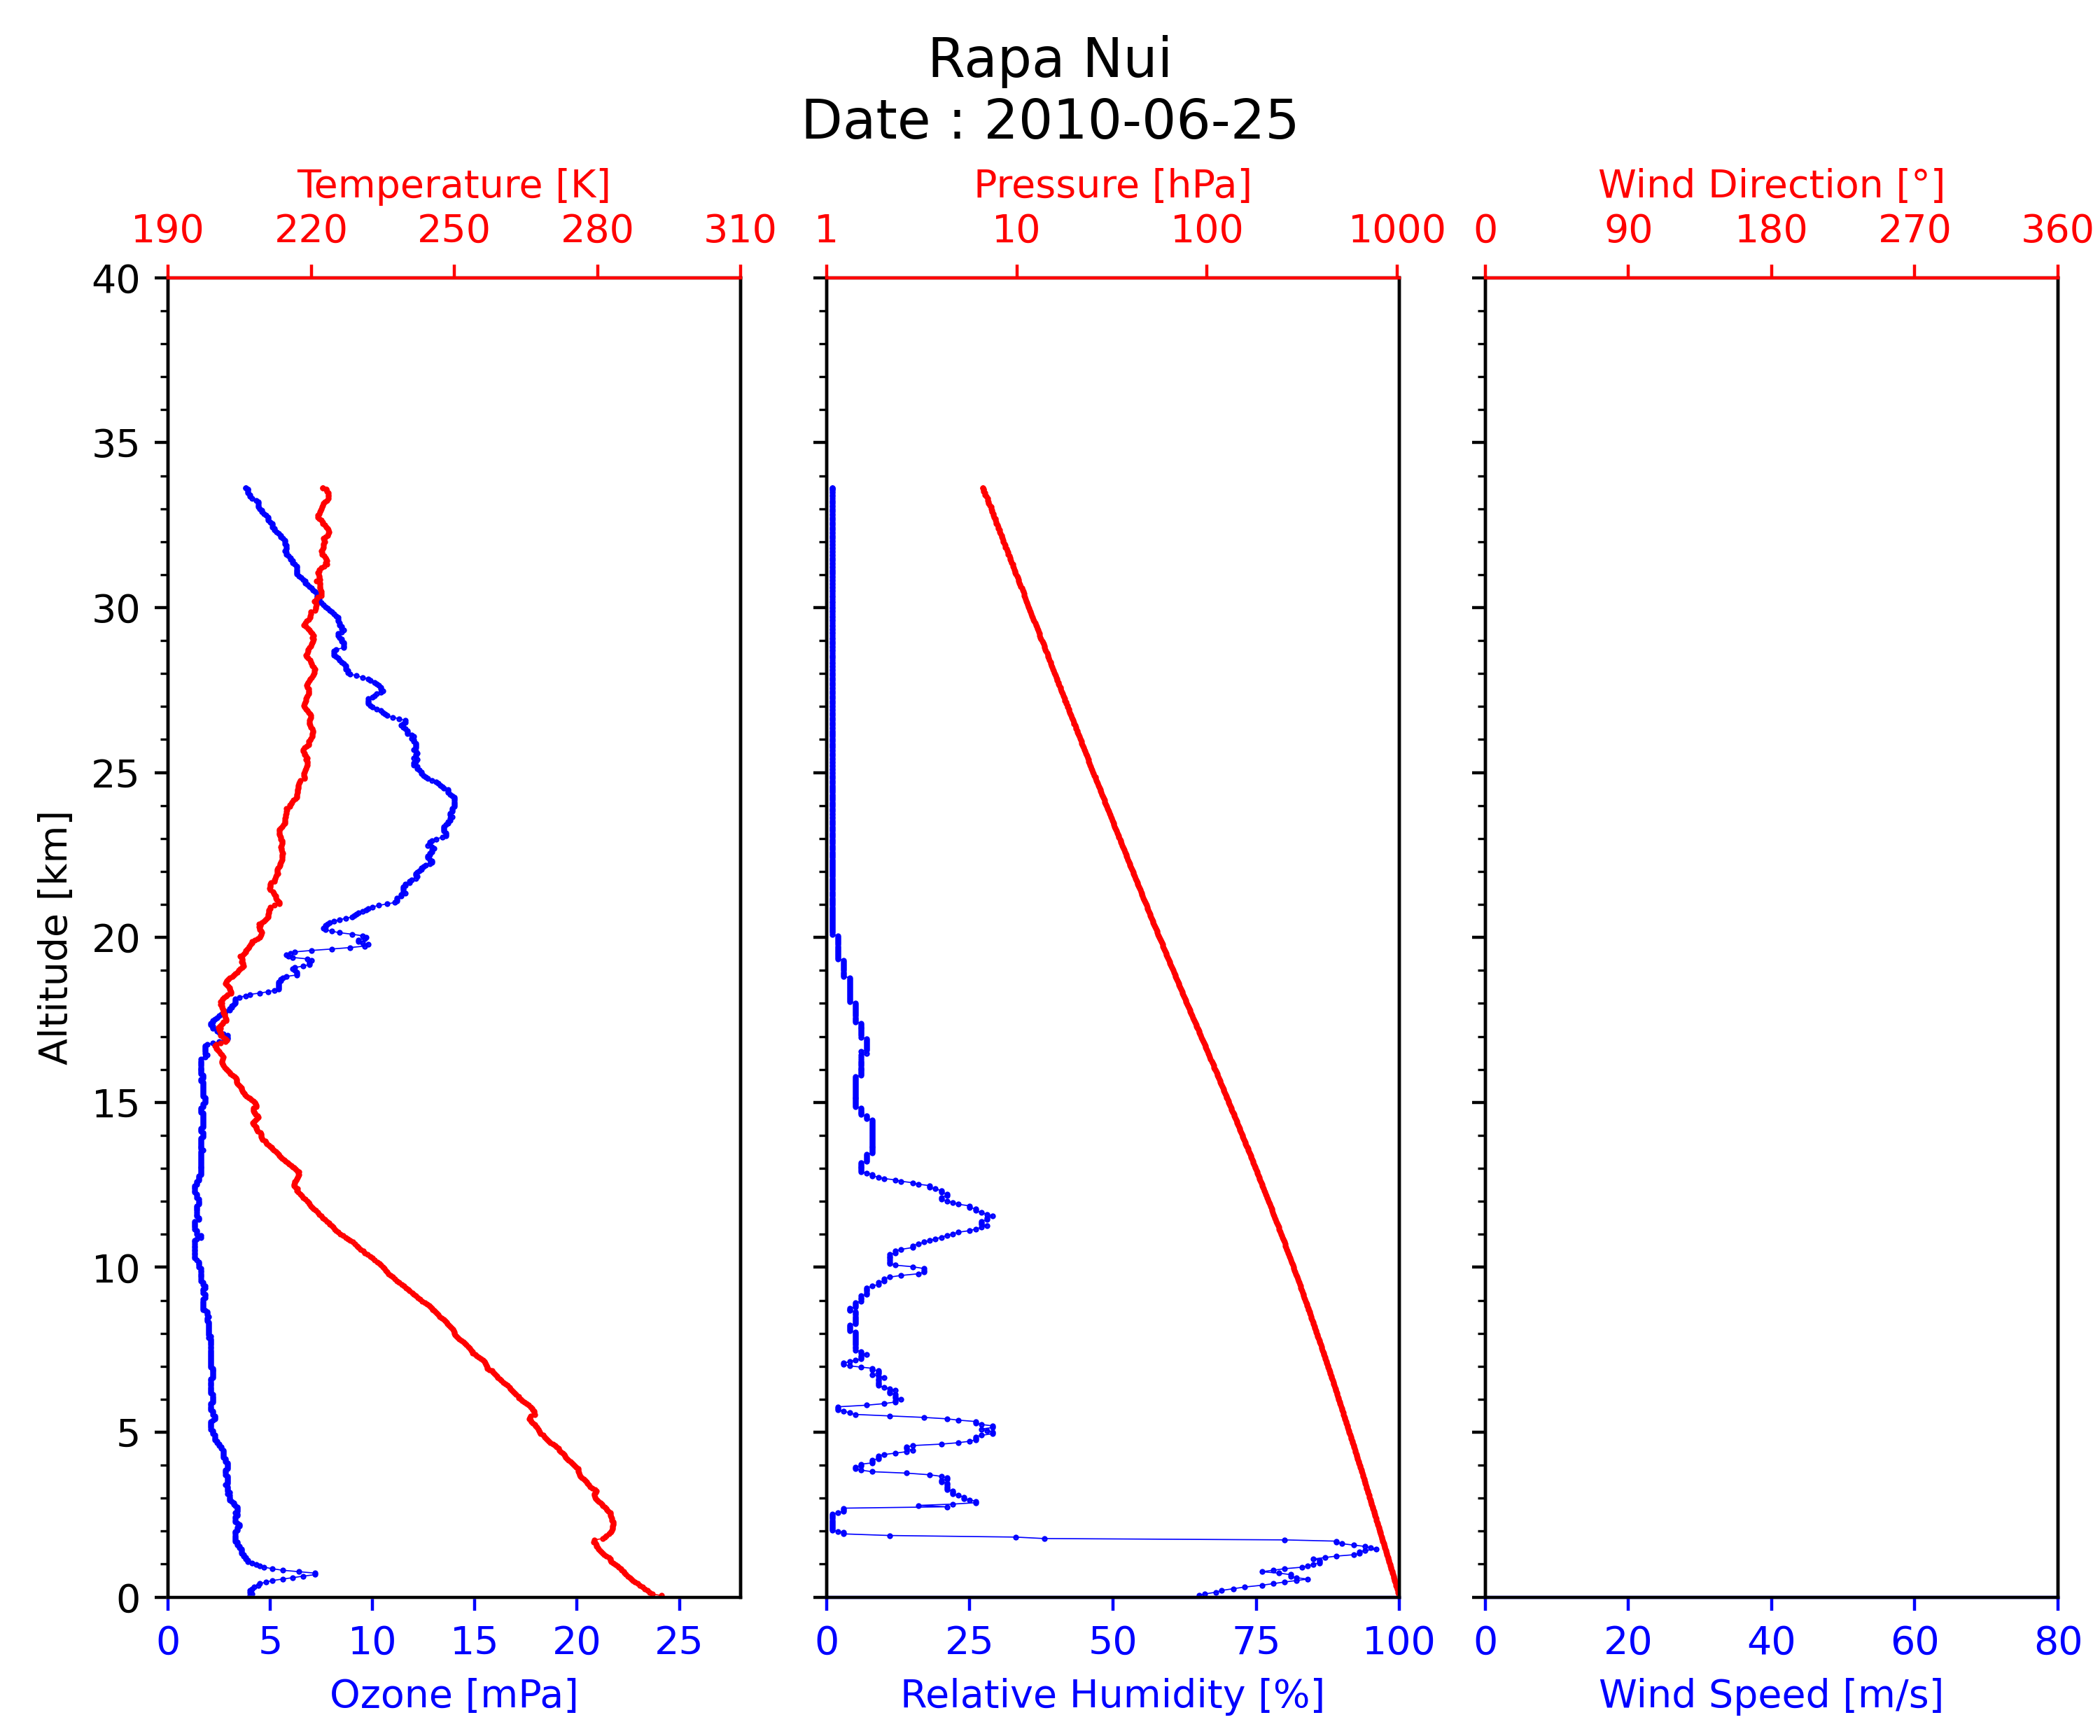 Rapa Nui
Date : 2010-06-25
Temperature [K]
190 220 250 280 310
Pressure [hPa]
1 10 100 1000
Wind Direction [°]
0 90 180 270 360
Altitude [km]
40
35
30
25
20
15
10
5
0
0 5 10 15 20 25
Ozone [mPa]
0 25 50 75 100
Relative Humidity [%]
0 20 40 60 80
Wind Speed [m/s]